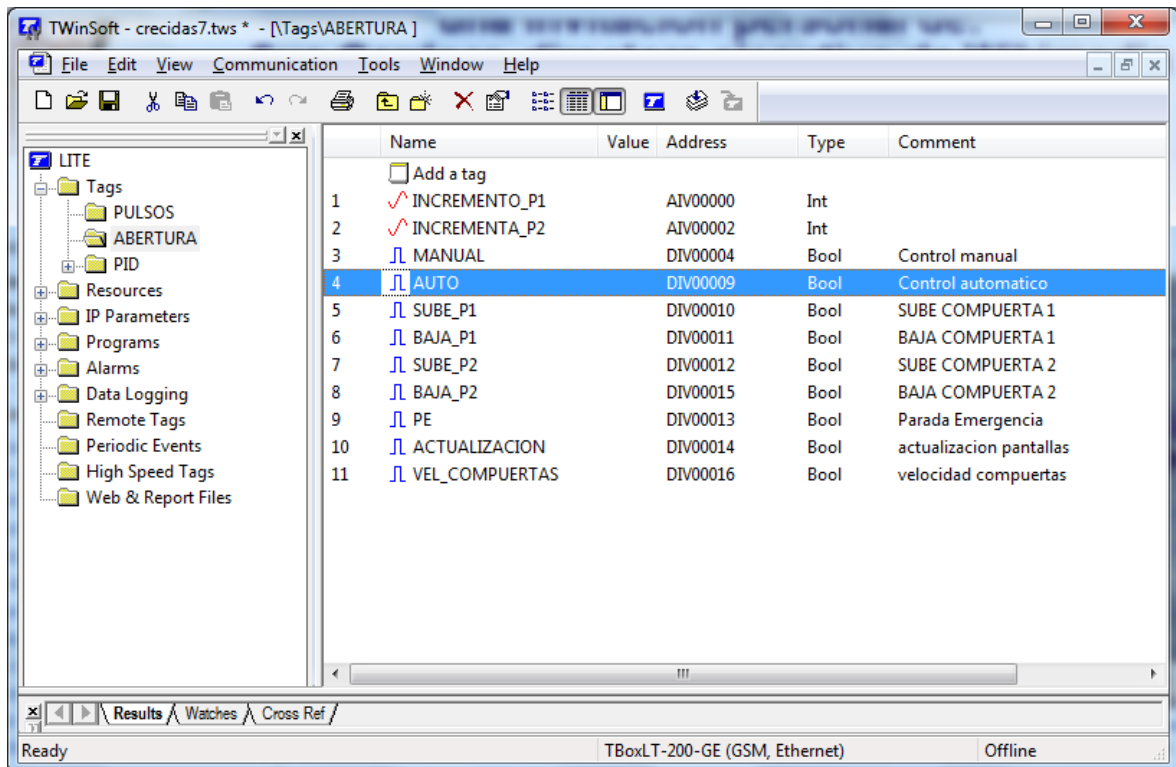 TWinSoft - crecidas7.tws * - [\Tags\ABERTURA ]
File Edit View Communication Tools Window Help
LITE
Tags
PULSOS
ABERTURA
PID
Resources
IP Parameters
Programs
Alarms
Data Logging
Remote Tags
Periodic Events
High Speed Tags
Web & Report Files
Name Value Address Type Comment
Add a tag
1 INCREMENTO_P1 AIV00000 Int
2 INCREMENTA_P2 AIV00002 Int
3 MANUAL DIV00004 Bool Control manual
4 AUTO DIV00009 Bool Control automatico
5 SUBE_P1 DIV00010 Bool SUBE COMPUERTA 1
6 BAJA_P1 DIV00011 Bool BAJA COMPUERTA 1
7 SUBE_P2 DIV00012 Bool SUBE COMPUERTA 2
8 BAJA_P2 DIV00015 Bool BAJA COMPUERTA 2
9 PE DIV00013 Bool Parada Emergencia
10 ACTUALIZACION DIV00014 Bool actualizacion pantallas
11 VEL_COMPUERTAS DIV00016 Bool velocidad compuertas
Results Watches Cross Ref
Ready TBoxLT-200-GE (GSM, Ethernet) Offline